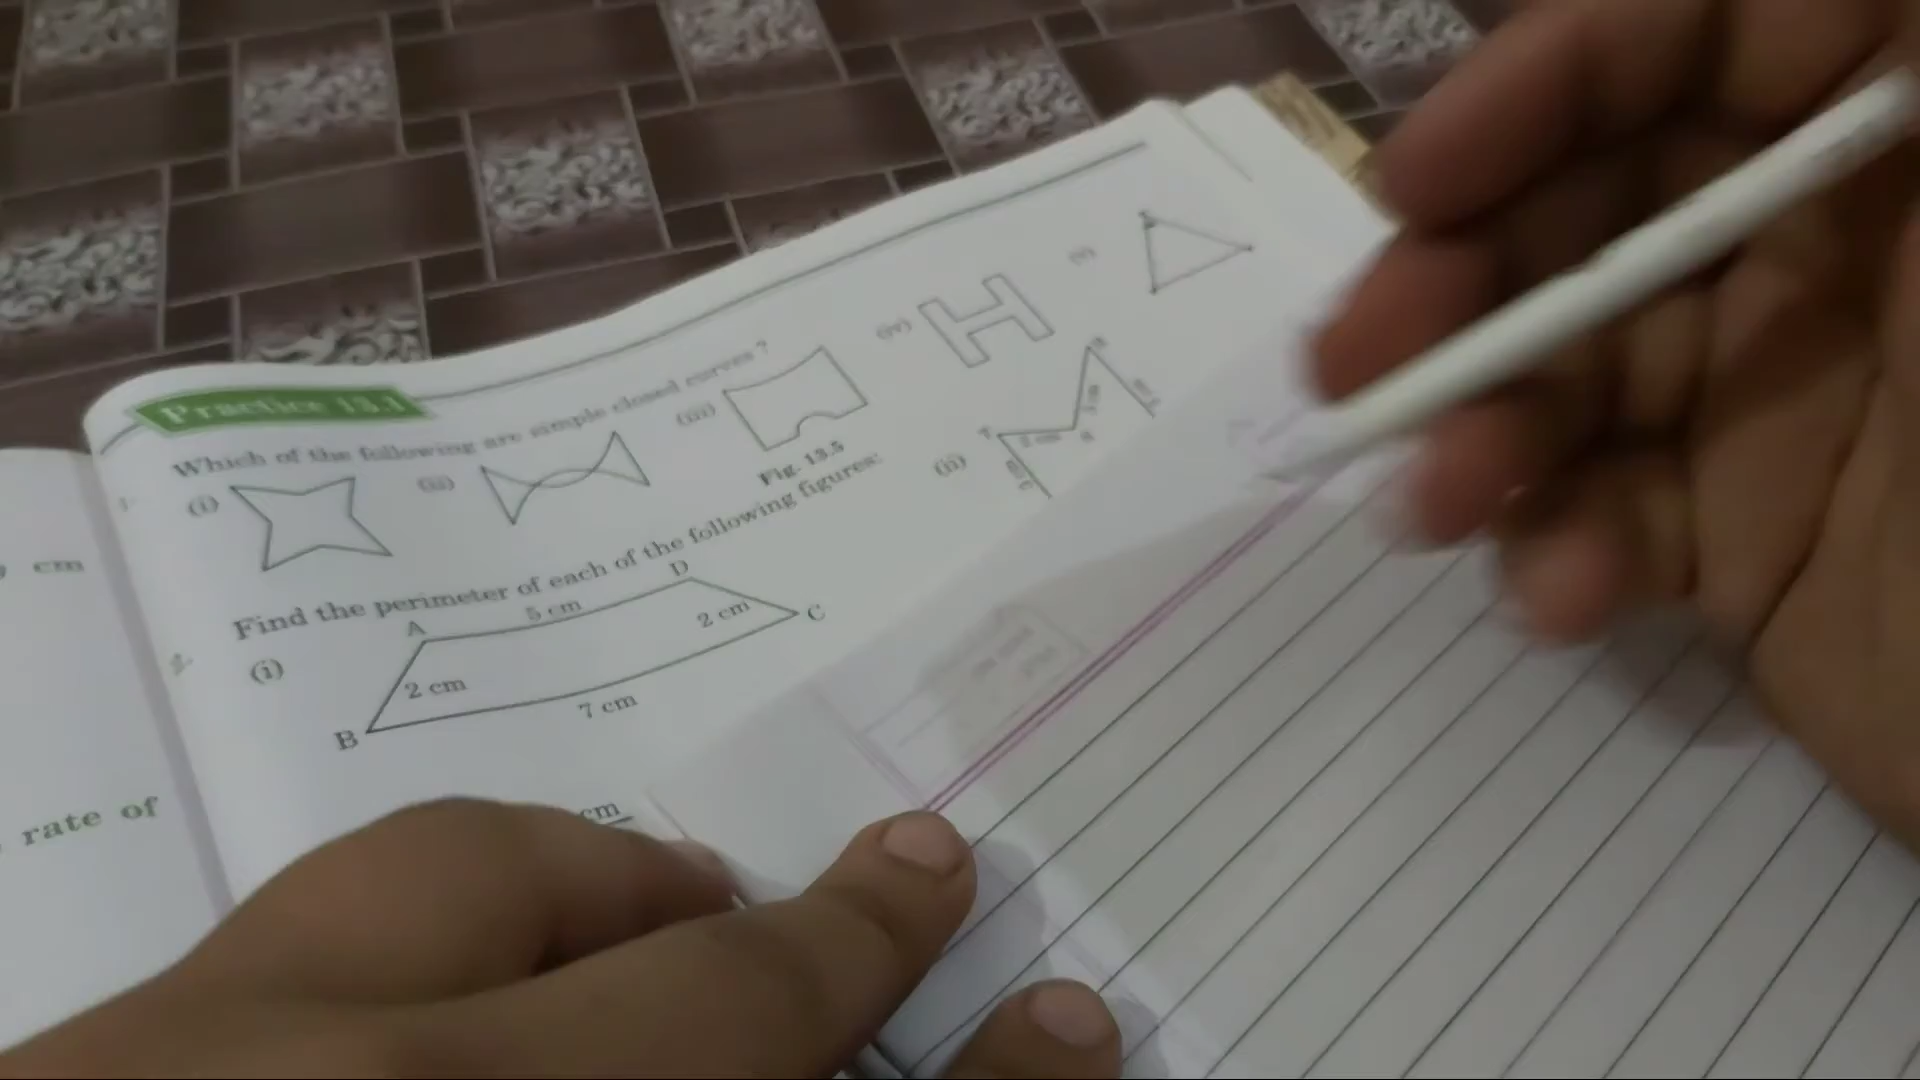 Practice 13.1
Which of the following are simple closed curves ?
(i) (ii) (iii) (iv) (v)
Fig. 13.5
Find the perimeter of each of the following figures:
(i) (ii)
A 5 cm D
2 cm 2 cm C
B 7 cm
cm
cm
rate of